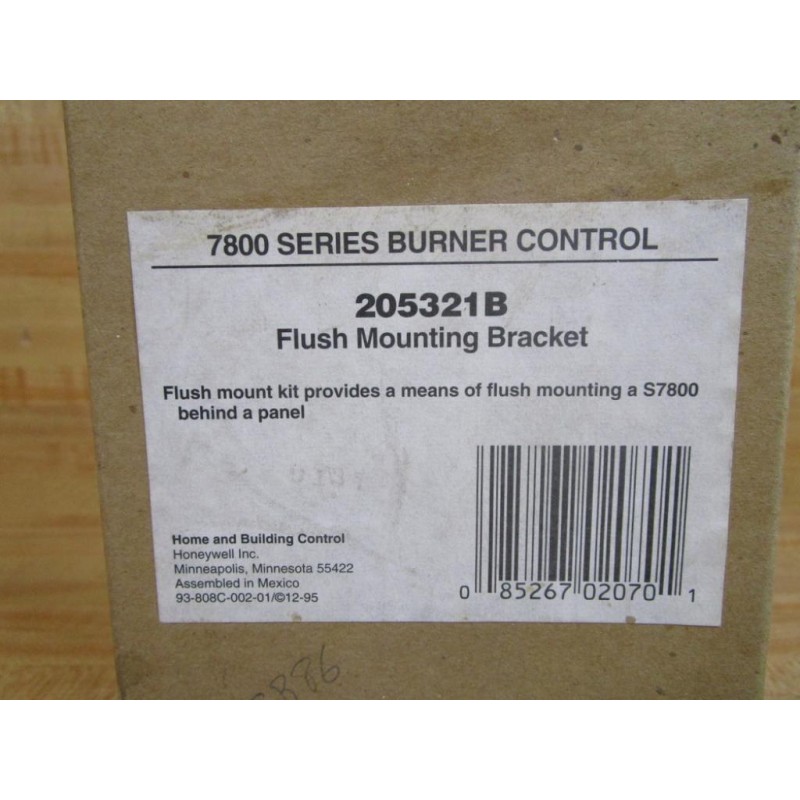 7800 SERIES BURNER CONTROL
205321B
Flush Mounting Bracket
Flush mount kit provides a means of flush mounting a S7800
behind a panel
Home and Building Control
Honeywell Inc.
Minneapolis, Minnesota 55422
Assembled in Mexico
93-808C-002-01/©12-95
0 85267 02070 1